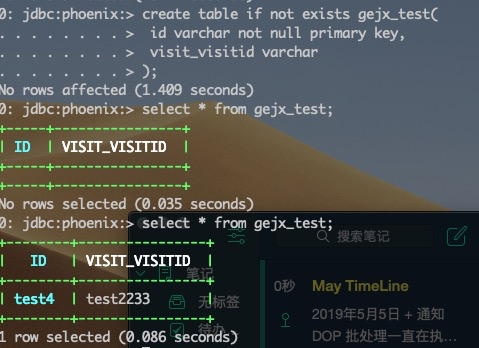 0: jdbc:phoenix:> create table if not exists gejx_test(
. . . . . . . . > id varchar not null primary key,
. . . . . . . . > visit_visitid varchar
. . . . . . . . > );
No rows affected (1.409 seconds)
0: jdbc:phoenix:> select * from gejx_test;
+-----+----------------+
| ID | VISIT_VISITID |
+-----+----------------+
+-----+----------------+
No rows selected (0.035 seconds)
0: jdbc:phoenix:> select * from gejx_test;
+--------+----------------+
| ID | VISIT_VISITID |
+--------+----------------+
| test4 | test2233 |
+--------+----------------+
1 row selected (0.086 seconds)
搜索笔记
笔记
无标签
待办
0秒 May TimeLine
2019年5月5日 + 通知
DOP 批处理一直在执...